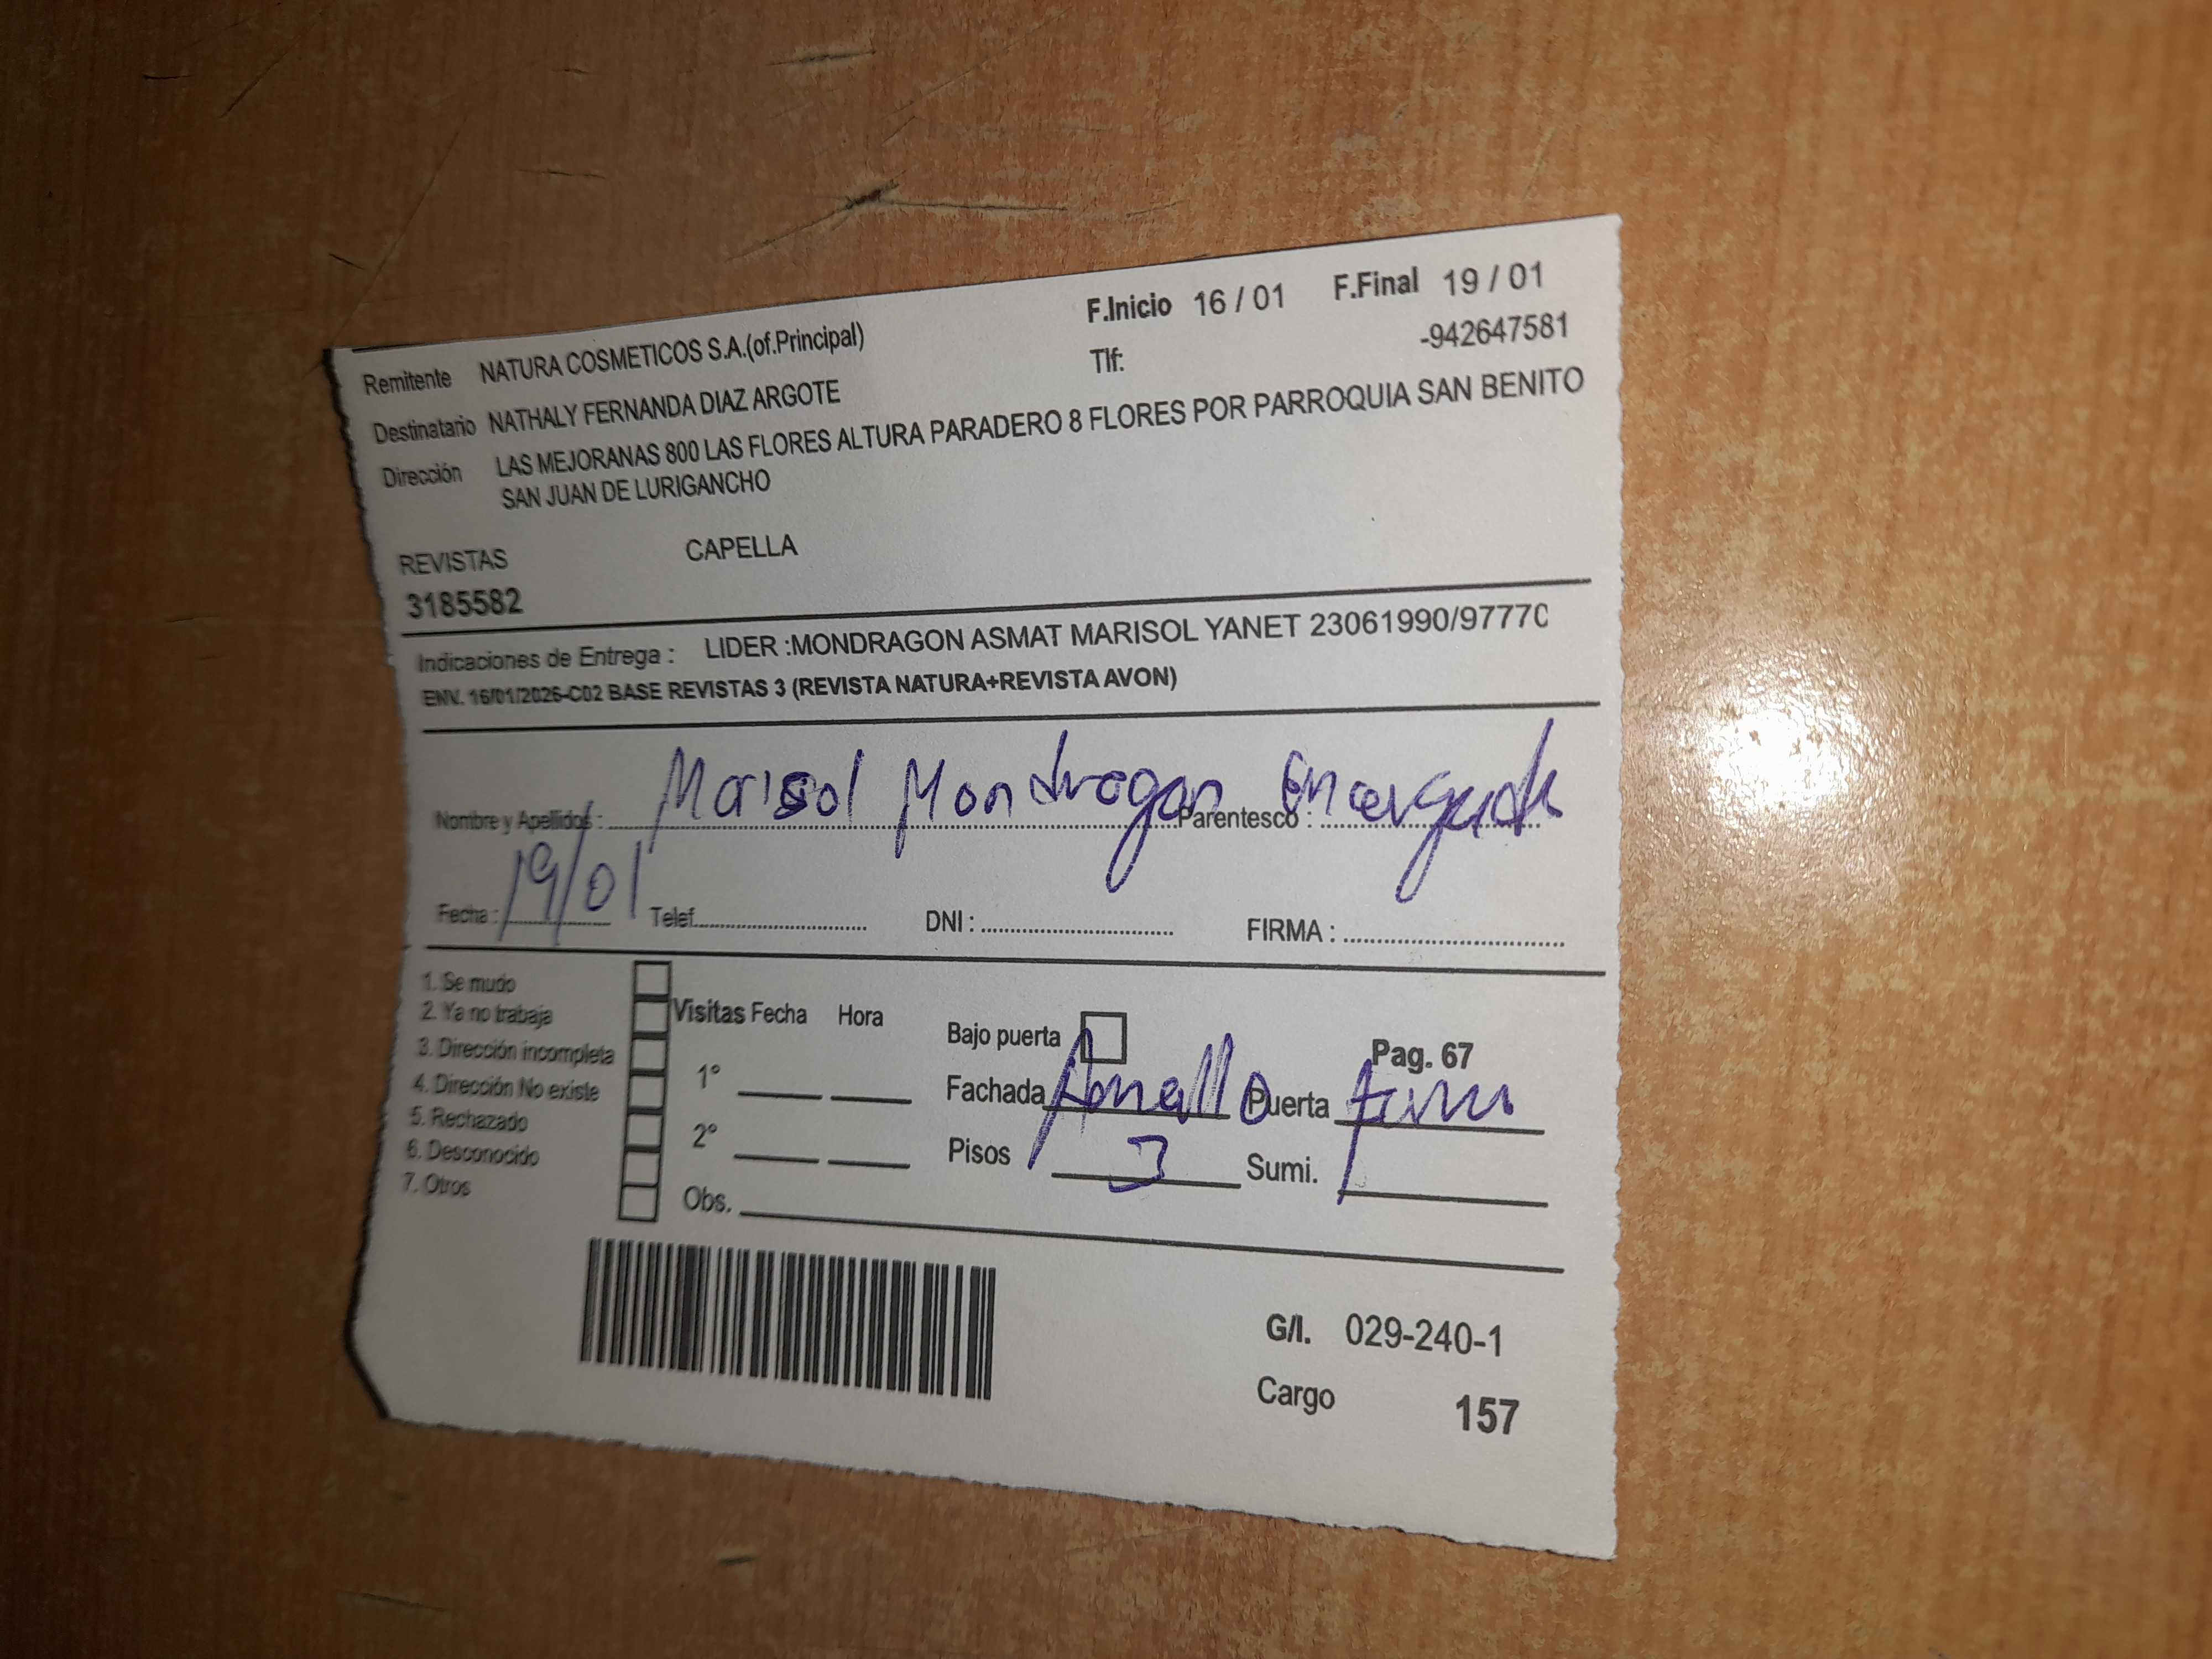 F.Inicio 16 / 01 F.Final 19 / 01
Remitente NATURA COSMETICOS S.A.(of.Principal) Tlf: -942647581
Destinatario NATHALY FERNANDA DIAZ ARGOTE
Dirección LAS MEJORANAS 800 LAS FLORES ALTURA PARADERO 8 FLORES POR PARROQUIA SAN BENITO
SAN JUAN DE LURIGANCHO
REVISTAS CAPELLA
3185582
Indicaciones de Entrega : LIDER :MONDRAGON ASMAT MARISOL YANET 23061990/9777
ENV. 16/01/2026-C02 BASE REVISTAS 3 (REVISTA NATURA+REVISTA AVON)
Nombre y Apellidos : Marisol Mondragon Parentesco : Encargada
Fecha : 19/01 Telef. DNI : FIRMA :
1. Se mudo
2. Ya no trabaja
3. Dirección incompleta
4. Dirección No existe
5. Rechazado
6. Desconocido
7. Otros
Visitas Fecha Hora
1°
2°
Obs.
Bajo puerta Pag. 67
Fachada Puerta
Pisos 3 Sumi.
G/I. 029-240-1
Cargo 157